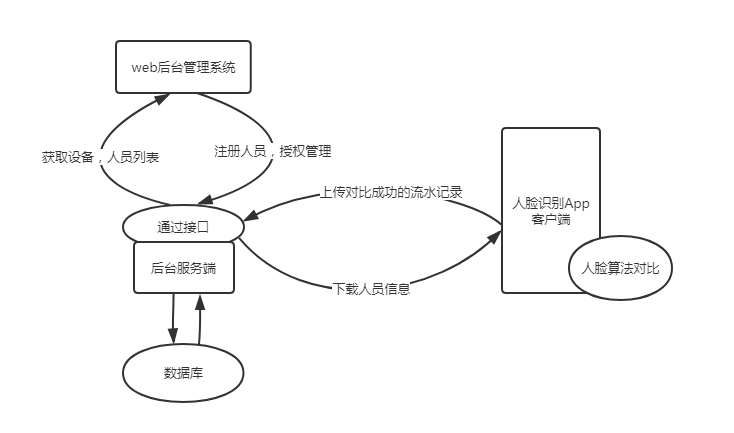 web后台管理系统
获取设备，人员列表
注册人员，授权管理
上传对比成功的流水记录
人脸识别App
客户端
通过接口
后台服务端
人脸算法对比
下载人员信息
数据库